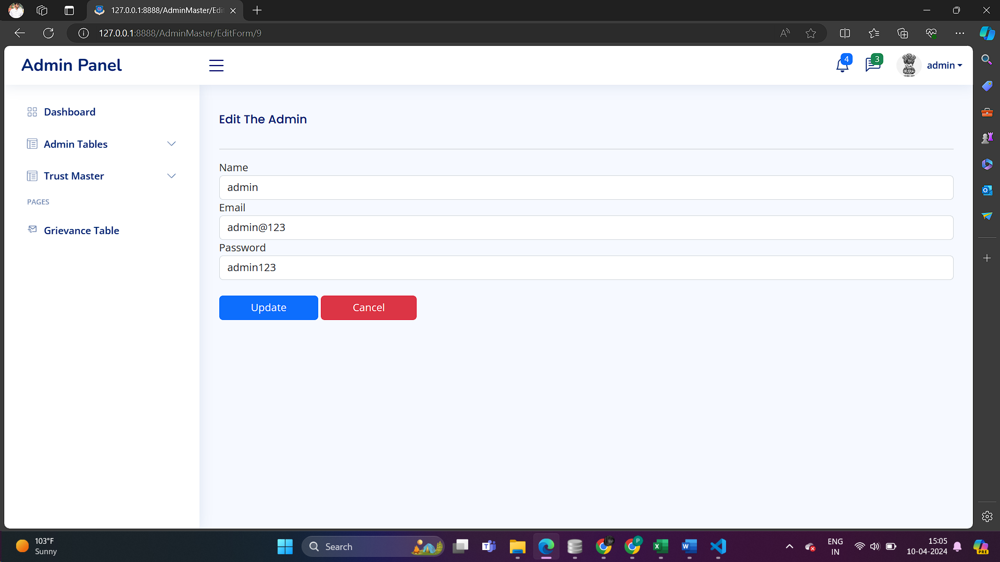 127.0.0.1:8888/AdminMaster/Edi
127.0.0.1:8888/AdminMaster/EditForm/9
Admin Panel
4
3
admin
Dashboard
Admin Tables
Trust Master
PAGES
Grievance Table
Edit The Admin
Name
admin
Email
admin@123
Password
admin123
Update
Cancel
103°F
Sunny
Search
ENG
IN
15:05
10-04-2024
PRE